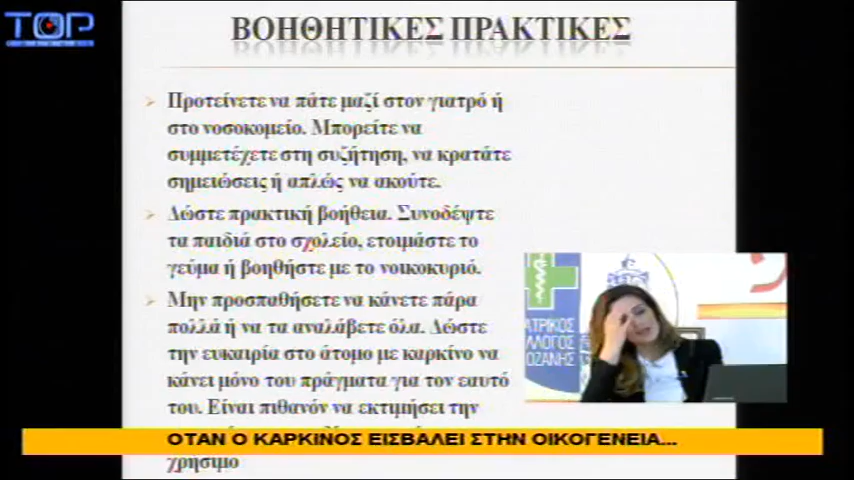 TOP
ΒΟΗΘΗΤΙΚΕΣ ΠΡΑΚΤΙΚΕΣ
Προτείνετε να πάτε μαζί στον γιατρό ή
στο νοσοκομείο. Μπορείτε να
συμμετέχετε στη συζήτηση, να κρατάτε
σημειώσεις ή απλώς να ακούτε.
Δώστε πρακτική βοήθεια. Συνοδέψτε
τα παιδιά στο σχολείο, ετοιμάστε το
γεύμα ή βοηθήστε με το νοικοκυριό.
Μην προσπαθήσετε να κάνετε πάρα
πολλά ή να τα αναλάβετε όλα. Δώστε
την ευκαιρία στο άτομο με καρκίνο να
κάνει μόνο του πράγματα για τον εαυτό
του. Είναι πιθανόν να εκτιμήσει την
χρήσιμο
ΑΤΡΙΚΟΣ
ΛΛΟΓΟΣ
ΟΖΑΝΗΣ
ΟΤΑΝ Ο ΚΑΡΚΙΝΟΣ ΕΙΣΒΑΛΕΙ ΣΤΗΝ ΟΙΚΟΓΕΝΕΙΑ...